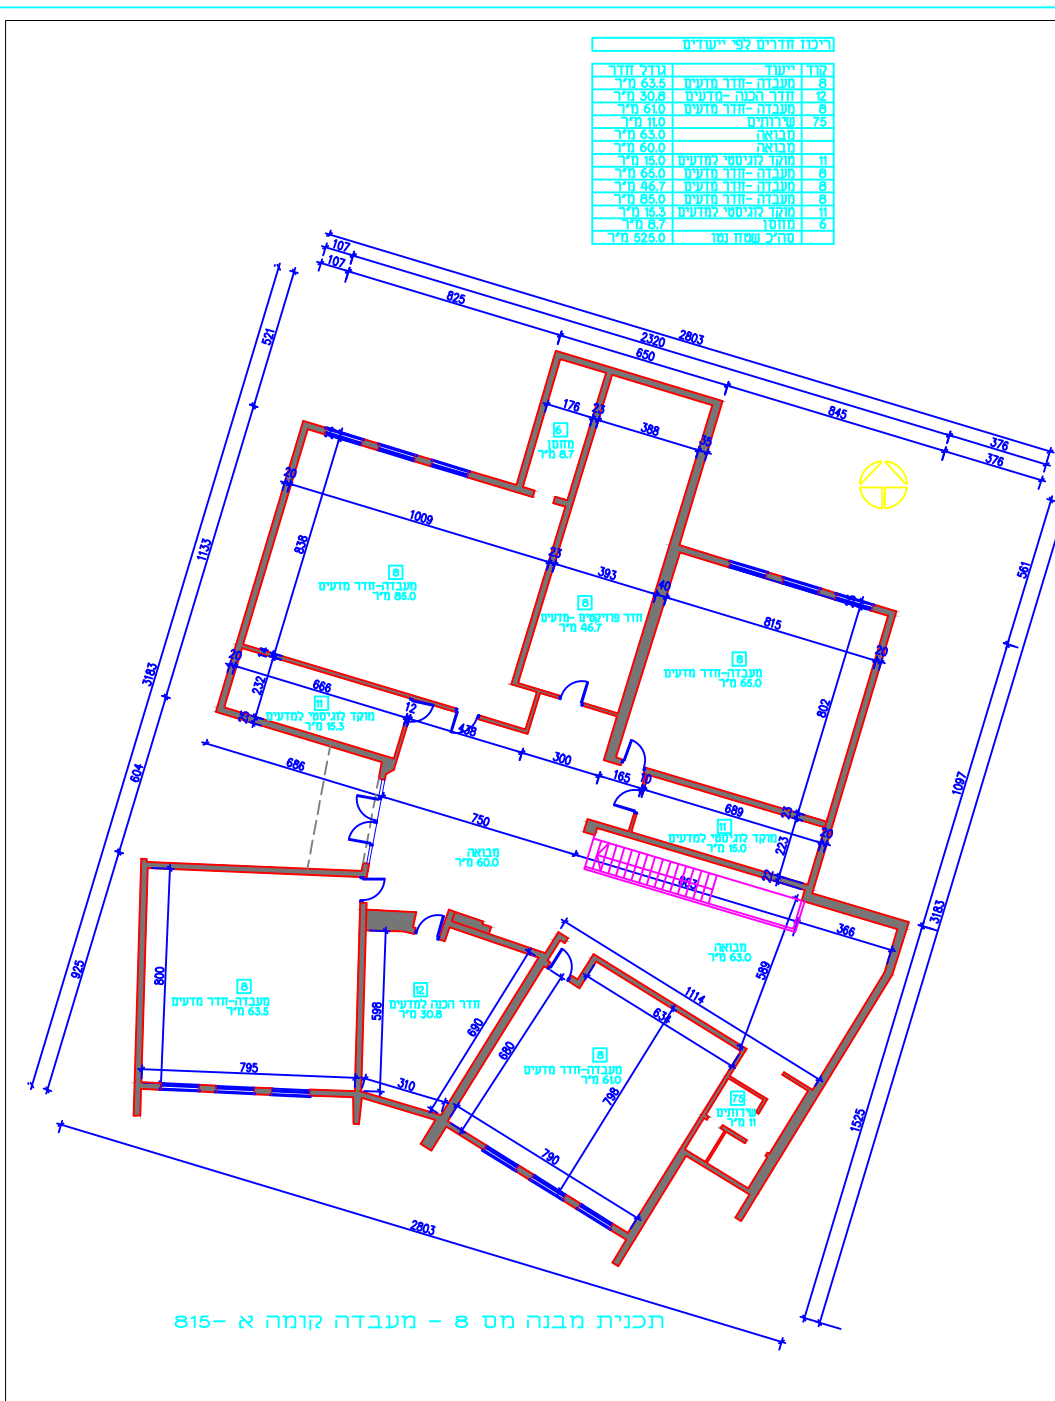 ריכוז חדרים לפי ייעודים
קוד ייעוד גודל חדר
8 מעבדה -חדר מדעים 63.5 מ"ר
12 חדר הכנה -מדעים 30.8 מ"ר
8 מעבדה -חדר מדעים 61.0 מ"ר
75 שירותים 11.0 מ"ר
מבואה 63.0 מ"ר
מבואה 60.0 מ"ר
11 מוקד לוגיסטי למדעים 15.0 מ"ר
8 מעבדה -חדר מדעים 65.0 מ"ר
8 מעבדה -חדר מדעים 46.7 מ"ר
8 מעבדה -חדר מדעים 85.0 מ"ר
11 מוקד לוגיסטי למדעים 15.3 מ"ר
6 מחסן 8.7 מ"ר
סה"כ שטח נטו 525.0 מ"ר
107
107
825
2803
2320
650
845
376
376
521
1133
3183
604
925
561
1097
3183
1525
176
23
388
35
6
מחסן
8.7 מ"ר
20
1009
838
23
393
40
815
20
8
מעבדה-חדר מדעים
85.0 מ"ר
8
חדר פרויקטים -מדעים
46.7 מ"ר
8
מעבדה-חדר מדעים
65.0 מ"ר
802
20
666
232
25
12
438
11
מוקד לוגיסטי למדעים
15.3 מ"ר
686
300
165
10
689
23
20
750
223
22
11
מוקד לוגיסטי למדעים
15.0 מ"ר
מבואה
60.0 מ"ר
863
366
מבואה
63.0 מ"ר
589
1114
634
800
8
מעבדה-חדר מדעים
63.5 מ"ר
795
12
חדר הכנה למדעים
30.8 מ"ר
598
690
310
680
8
מעבדה-חדר מדעים
61.0 מ"ר
798
790
75
שירותים
11 מ"ר
2803
תכנית מבנה מס 8 - מעבדה קומה א -815